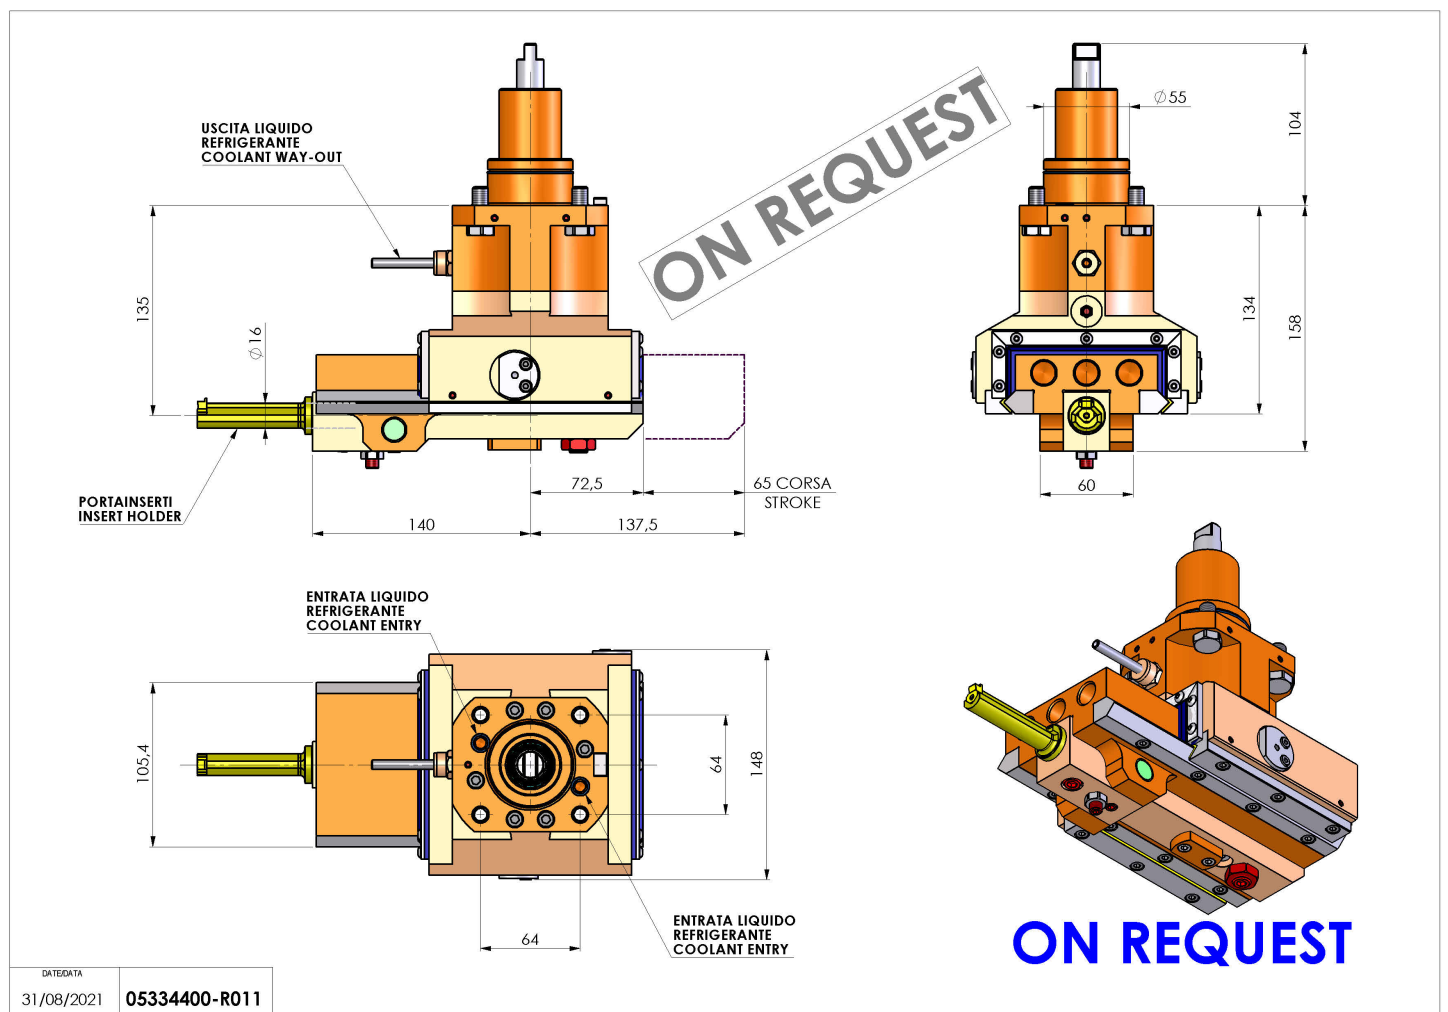 USCITA LIQUIDO
REFRIGERANTE
COOLANT WAY-OUT
ON REQUEST
∅55
104
135
∅16
134
158
PORTAINSERTI
INSERT HOLDER
72,5
65 CORSA
STROKE
140
137,5
60
ENTRATA LIQUIDO
REFRIGERANTE
COOLANT ENTRY
105,4
64
148
64
ENTRATA LIQUIDO
REFRIGERANTE
COOLANT ENTRY
ON REQUEST
DATE/DATA
31/08/2021
05334400-R011